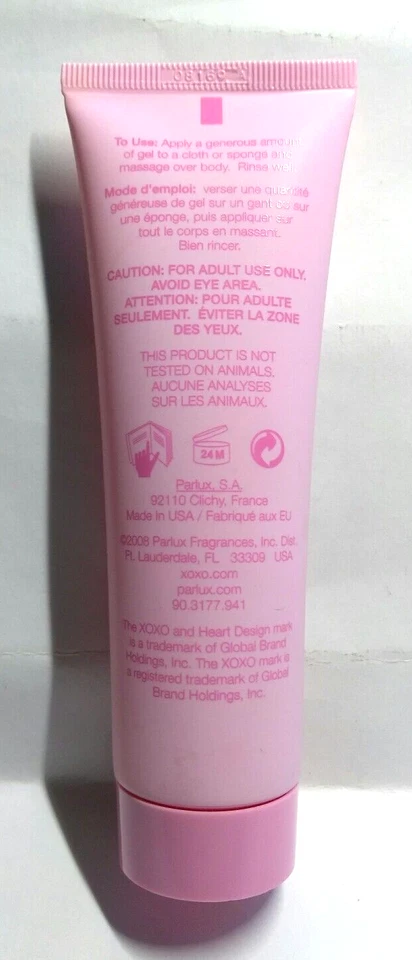 08169 A
To Use: Apply a generous amount
of gel to a cloth or sponge and
massage over body. Rinse well.
Mode d'emploi: verser une quantité
généreuse de gel sur un gant ou sur
une éponge, puis appliquer sur
tout le corps en massant.
Bien rincer.
CAUTION: FOR ADULT USE ONLY.
AVOID EYE AREA.
ATTENTION: POUR ADULTE
SEULEMENT. ÉVITER LA ZONE
DES YEUX.
THIS PRODUCT IS NOT
TESTED ON ANIMALS.
AUCUNE ANALYSES
SUR LES ANIMAUX.
24 M
Parlux, S.A.
92110 Clichy, France
Made in USA / Fabriqué aux EU
©2008 Parlux Fragrances, Inc. Dist.
Ft. Lauderdale, FL 33309 USA
xoxo.com
parlux.com
90.3177.941
The XOXO and Heart Design mark
is a trademark of Global Brand
Holdings, Inc. The XOXO mark is
a registered trademark of Global
Brand Holdings, Inc.